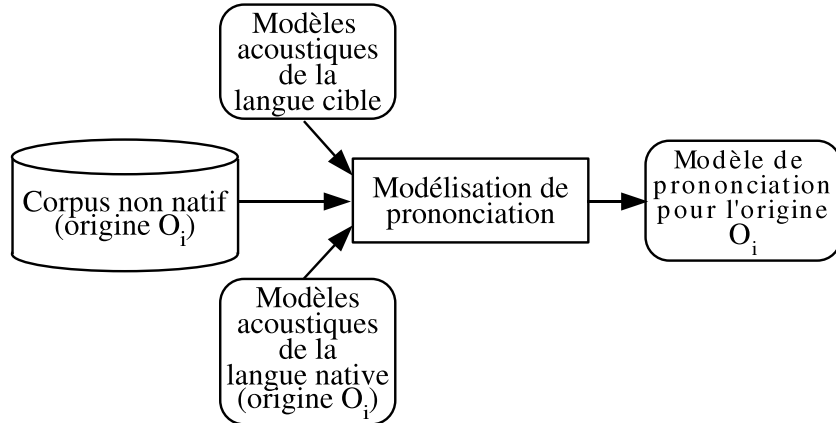 Modèles
acoustiques
de la
langue cible
Corpus non natif
(origine Oi)
Modélisation de
prononciation
Modèle de
prononciation
pour l'origine
Oi
Modèles
acoustiques
de la
langue native
(origine Oi)